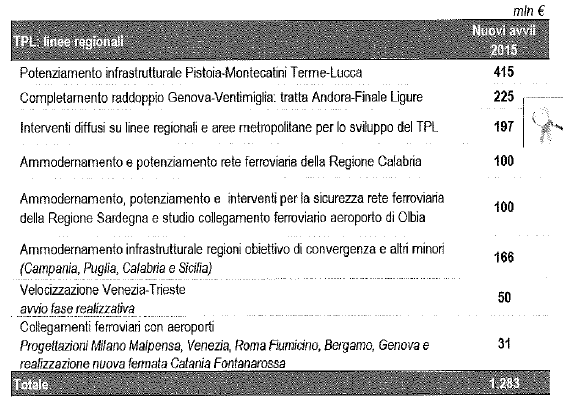 mln €
TPL: linee regionali
Nuovi avvii
2015
Potenziamento infrastrutturale Pistoia-Montecatini Terme-Lucca 415
Completamento raddoppio Genova-Ventimiglia: tratta Andora-Finale Ligure 225
Interventi diffusi su linee regionali e aree metropolitane per lo sviluppo del TPL 197
Ammodernamento e potenziamento rete ferroviaria della Regione Calabria 100
Ammodernamento, potenziamento e interventi per la sicurezza rete ferroviaria
della Regione Sardegna e studio collegamento ferroviario aeroporto di Olbia 100
Ammodernamento infrastrutturale regioni obiettivo di convergenza e altri minori
(Campania, Puglia, Calabria e Sicilia) 166
Velocizzazione Venezia-Trieste
avvio fase realizzativa 50
Collegamenti ferroviari con aeroporti
Progettazioni Milano Malpensa, Venezia, Roma Fiumicino, Bergamo, Genova e
realizzazione nuova fermata Catania Fontanarossa 31
Totale 1.283